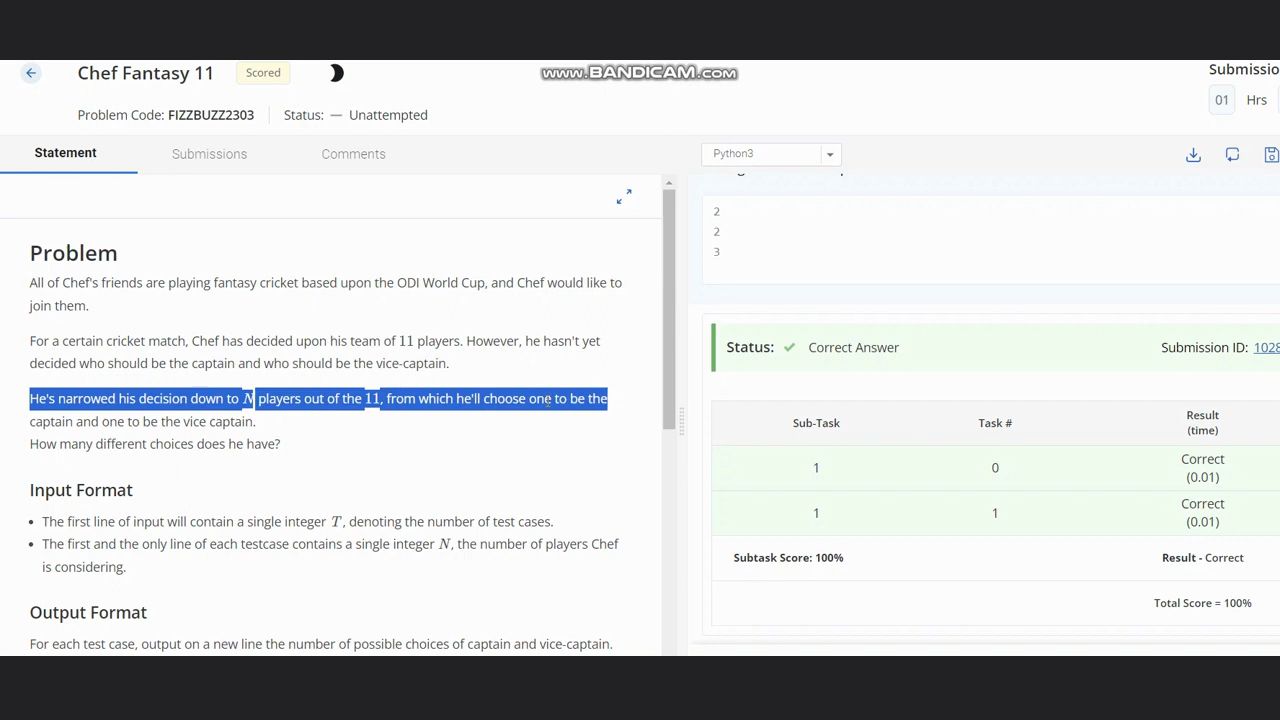 www.BANDICAM.com
Chef Fantasy 11 Scored
Submissio
Problem Code: FIZZBUZZ2303 Status: — Unattempted
01 Hrs
Statement Submissions Comments
Python3
2
2
3
Problem
All of Chef's friends are playing fantasy cricket based upon the ODI World Cup, and Chef would like to
join them.
For a certain cricket match, Chef has decided upon his team of 11 players. However, he hasn't yet
decided who should be the captain and who should be the vice-captain.
He's narrowed his decision down to N players out of the 11, from which he'll choose one to be the
captain and one to be the vice captain.
How many different choices does he have?
Input Format
• The first line of input will contain a single integer T, denoting the number of test cases.
• The first and the only line of each testcase contains a single integer N, the number of players Chef
is considering.
Output Format
For each test case, output on a new line the number of possible choices of captain and vice-captain.
Status: ✔ Correct Answer Submission ID: 1028
Sub-Task Task # Result
(time)
1 0 Correct
(0.01)
1 1 Correct
(0.01)
Subtask Score: 100% Result - Correct
Total Score = 100%